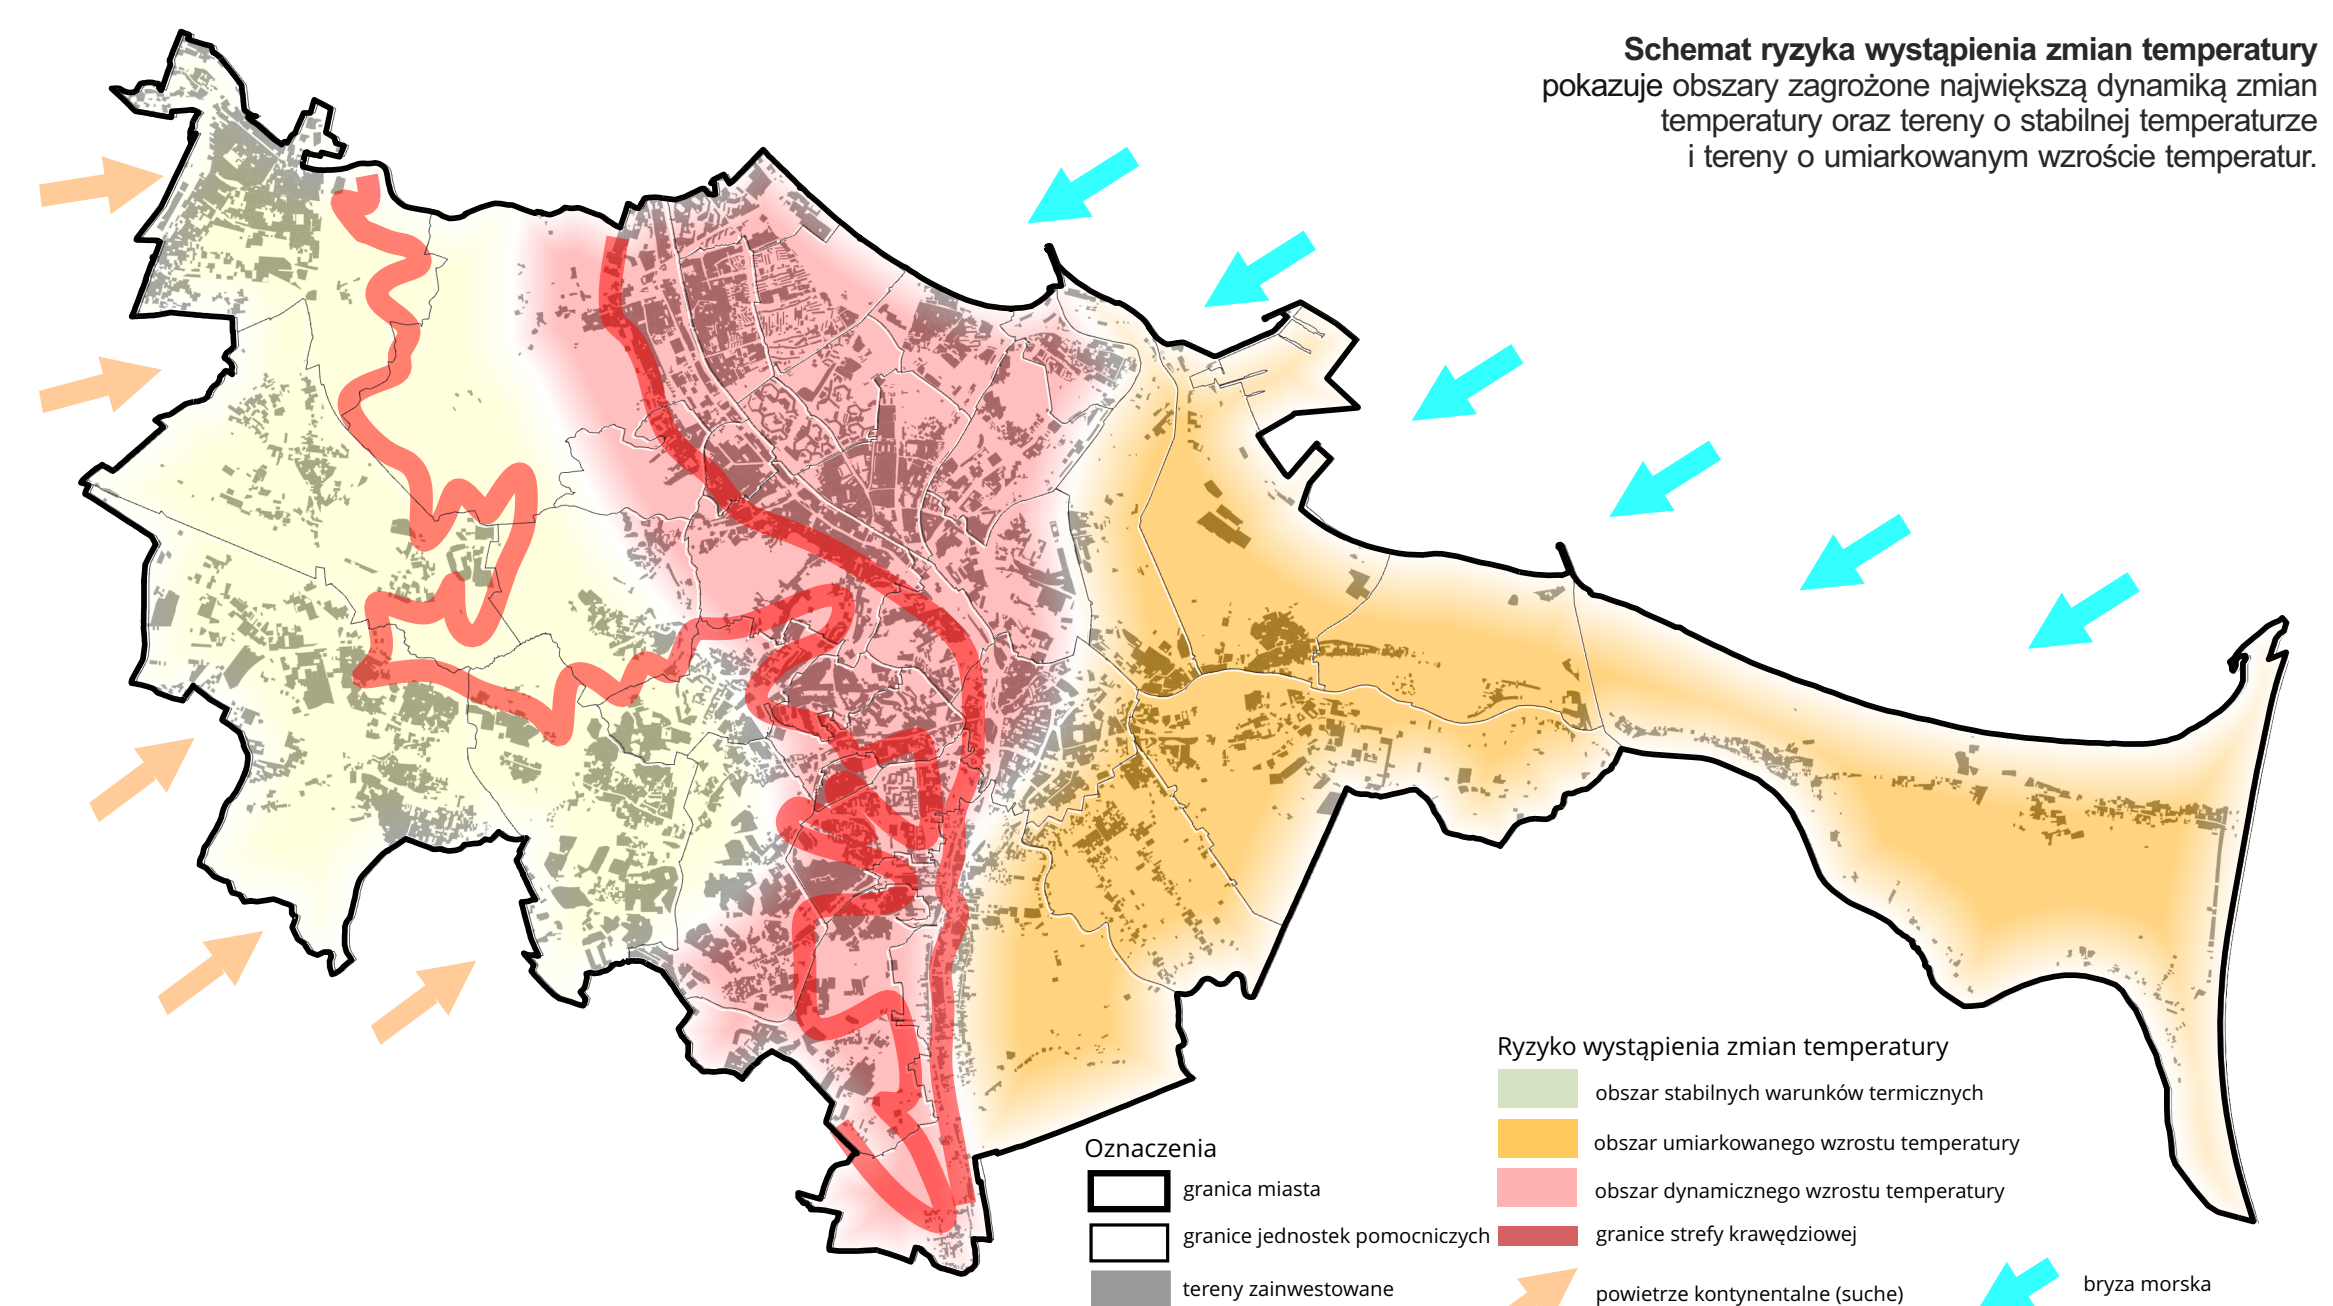 Schemat ryzyka wystąpienia zmian temperatury
pokazuje obszary zagrożone największą dynamiką zmian
temperatury oraz tereny o stabilnej temperaturze
i tereny o umiarkowanym wzroście temperatur.
Oznaczenia
granica miasta
granice jednostek pomocniczych
tereny zainwestowane
Ryzyko wystąpienia zmian temperatury
obszar stabilnych warunków termicznych
obszar umiarkowanego wzrostu temperatury
obszar dynamicznego wzrostu temperatury
granice strefy krawędziowej
powietrze kontynentalne (suche)
bryza morska